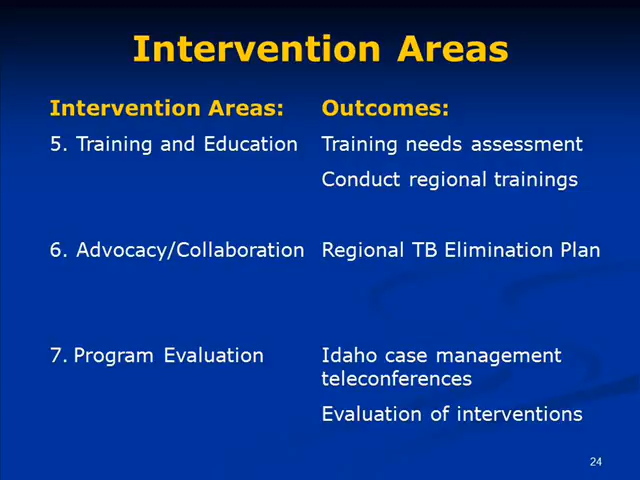 Intervention Areas
Intervention Areas: Outcomes:
5. Training and Education Training needs assessment
Conduct regional trainings
6. Advocacy/Collaboration Regional TB Elimination Plan
7. Program Evaluation Idaho case management
teleconferences
Evaluation of interventions
24